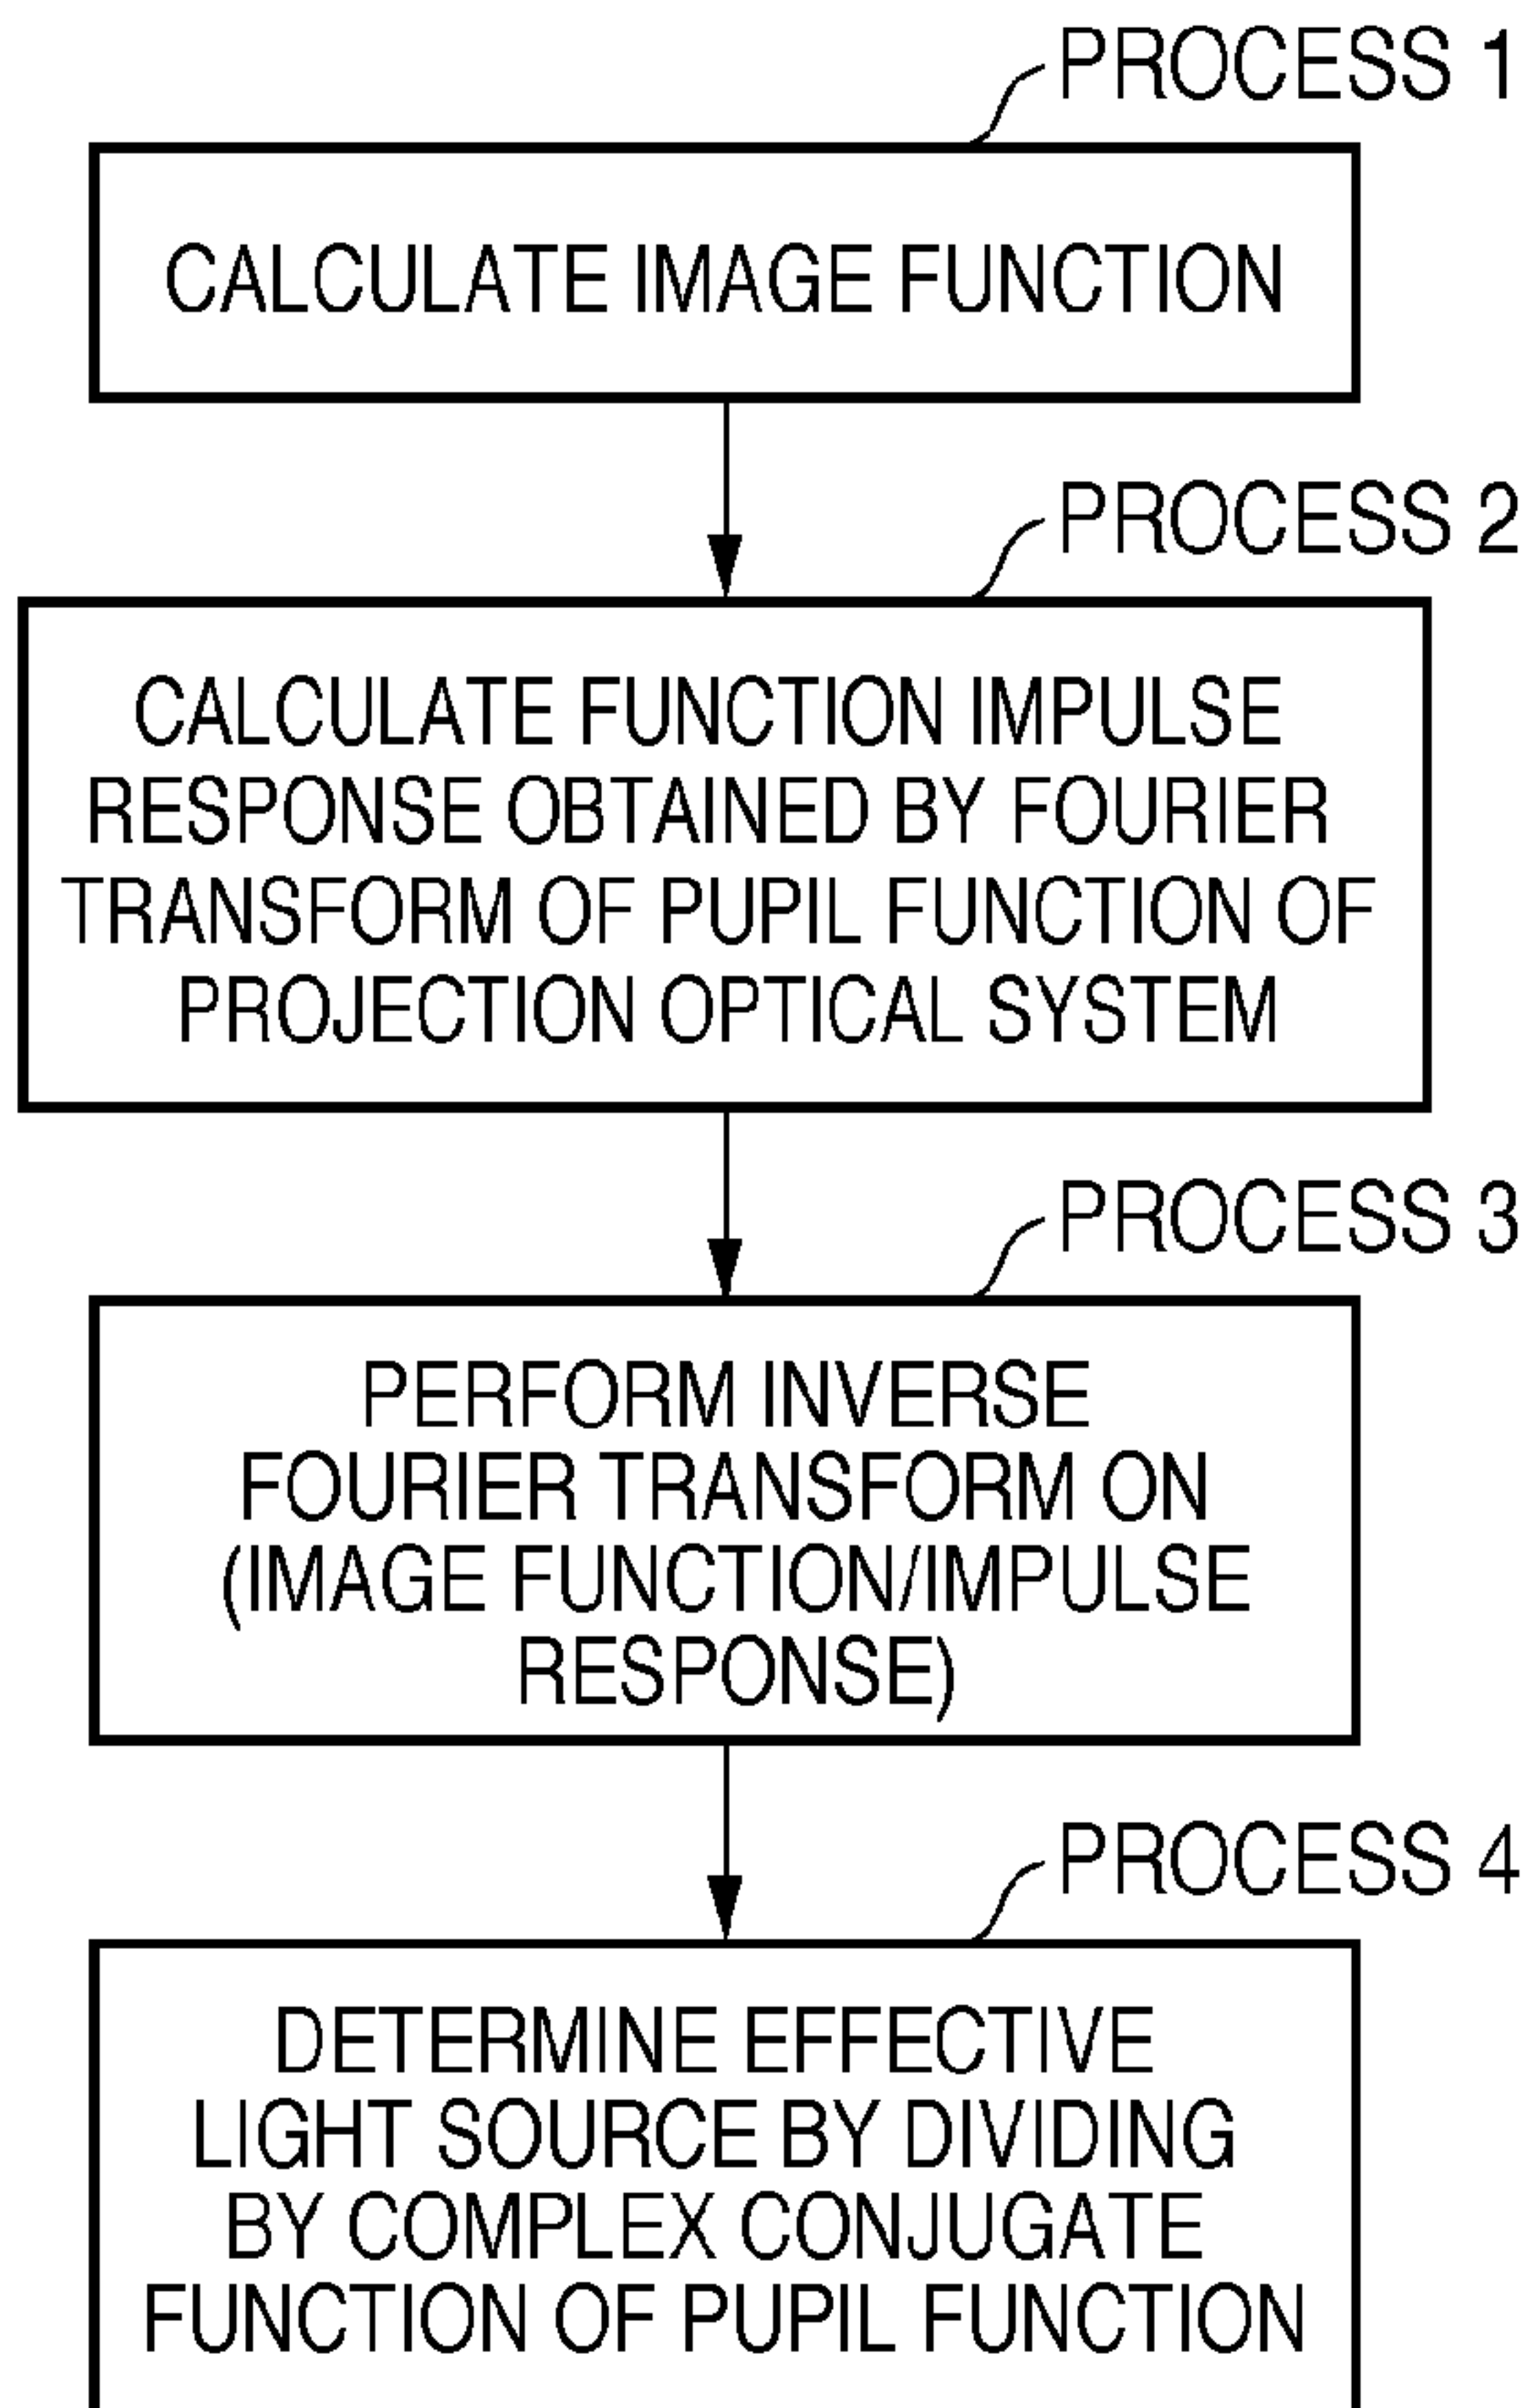 PROCESS 1
CALCULATE IMAGE FUNCTION
PROCESS 2
CALCULATE FUNCTION IMPULSE
RESPONSE OBTAINED BY FOURIER
TRANSFORM OF PUPIL FUNCTION OF
PROJECTION OPTICAL SYSTEM
PROCESS 3
PERFORM INVERSE
FOURIER TRANSFORM ON
(IMAGE FUNCTION/IMPULSE
RESPONSE)
PROCESS 4
DETERMINE EFFECTIVE
LIGHT SOURCE BY DIVIDING
BY COMPLEX CONJUGATE
FUNCTION OF PUPIL FUNCTION